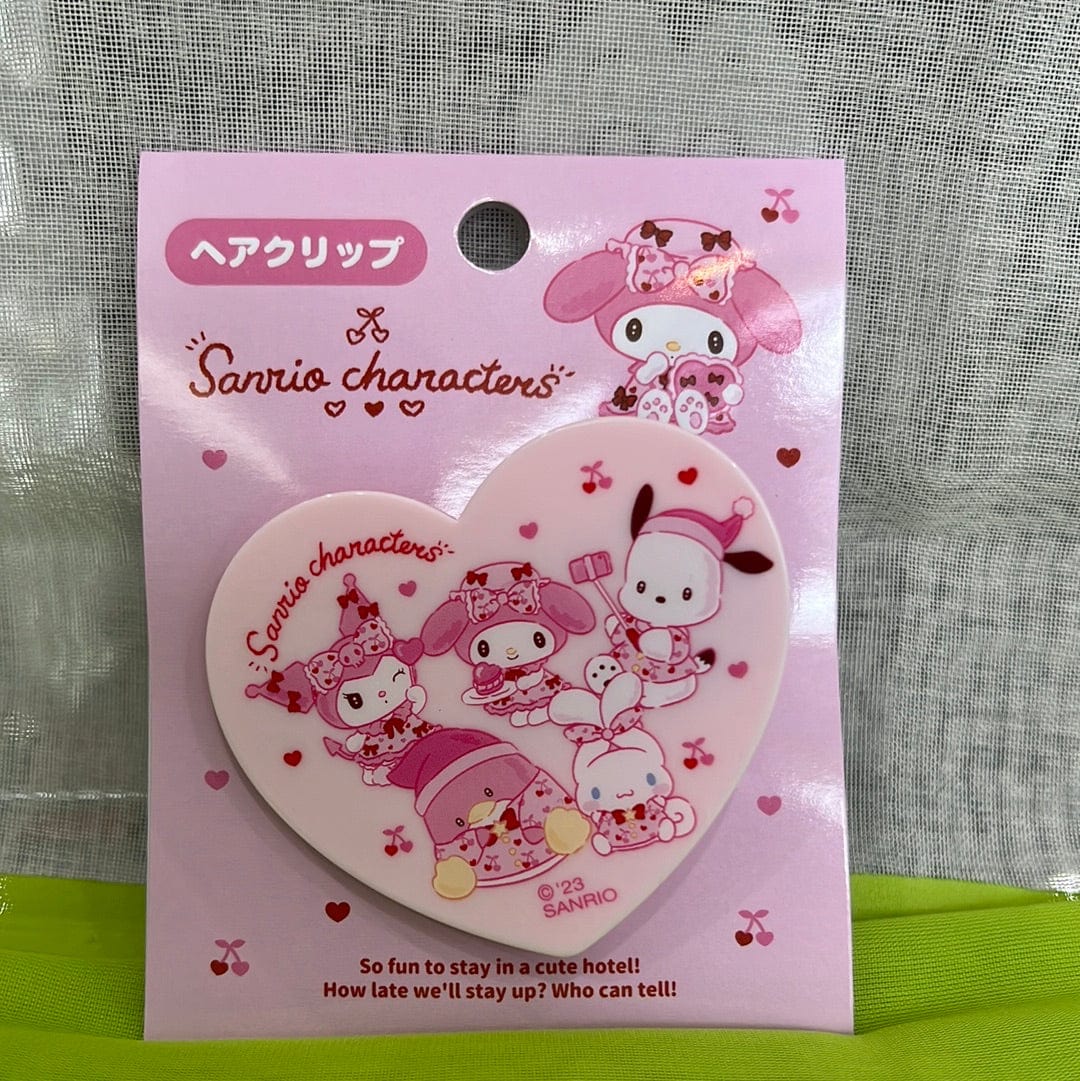 ヘアクリップ
Sanrio characters
Sanrio characters
© '23
SANRIO
So fun to stay in a cute hotel!
How late we'll stay up? Who can tell!